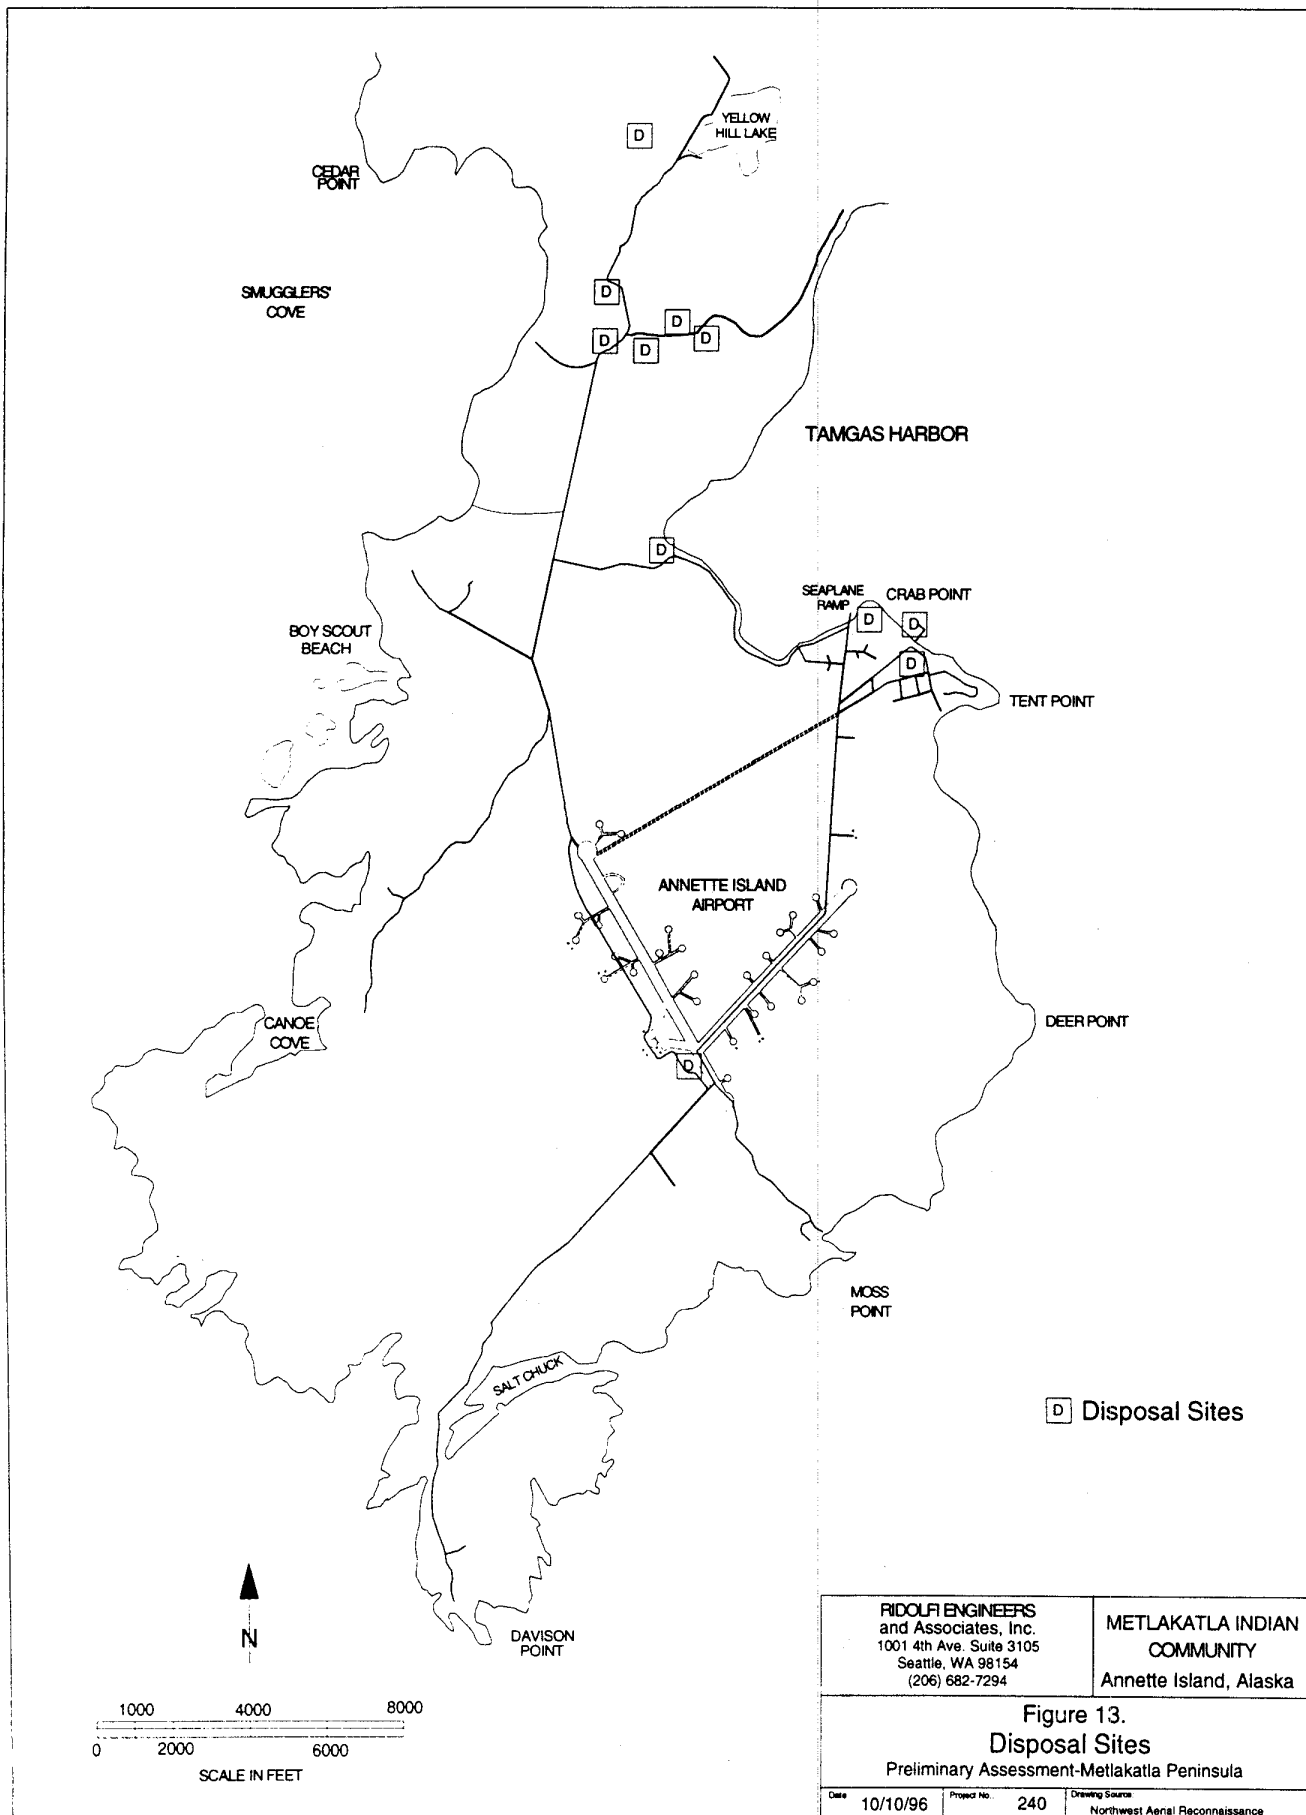 YELLOW
HILL LAKE
D
CEDAR
POINT
SMUGGLERS'
COVE
D
D
D
D
D
TAMGAS HARBOR
D
SEAPLANE
RAMP
CRAB POINT
D
D
BOY SCOUT
BEACH
D
TENT POINT
ANNETTE ISLAND
AIRPORT
CANOE
COVE
DEER POINT
D
MOSS
POINT
SALT CHUCK
D Disposal Sites
N
DAVISON
POINT
1000 4000 8000
0 2000 6000
SCALE IN FEET
RIDOLFI ENGINEERS
and Associates, Inc.
1001 4th Ave. Suite 3105
Seattle, WA 98154
(206) 682-7294
METLAKATLA INDIAN
COMMUNITY
Annette Island, Alaska
Figure 13.
Disposal Sites
Preliminary Assessment-Metlakatla Peninsula
Date 10/10/96
Project No. 240
Drawing Source
Northwest Aerial Reconnaissance